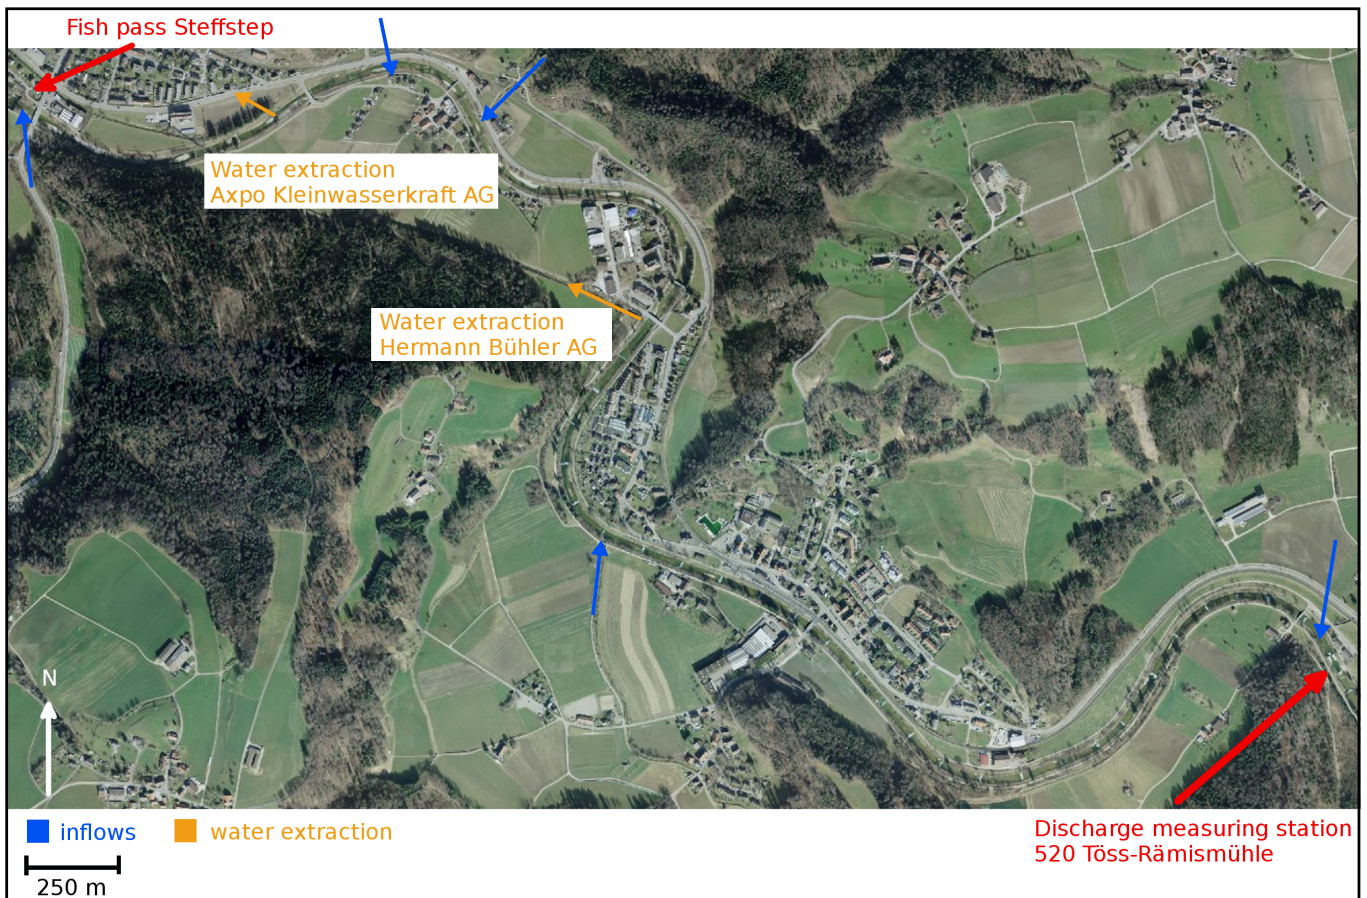 Fish pass Steffstep
Water extraction
Axpo Kleinwasserkraft AG
Water extraction
Hermann Bühler AG
N
inflows
water extraction
250 m
Discharge measuring station
520 Töss-Rämismühle